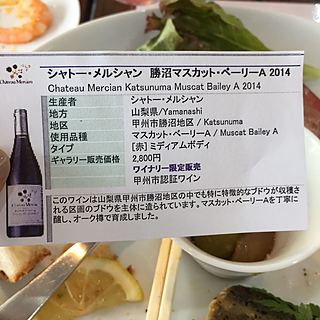 Château Mercian
シャトー・メルシャン 勝沼マスカット・ベーリーA 2014
Chateau Mercian Katsunuma Muscat Bailey A 2014
生産者 シャトー・メルシャン
地方 山梨県/Yamanashi
地区 甲州市勝沼地区 / Katsunuma
使用品種 マスカット・ベーリーA / Muscat Bailey A
タイプ [赤] ミディアムボディ
ギャラリー販売価格 2,800円
ワイナリー限定販売
甲州市認証ワイン
このワインは山梨県甲州市勝沼地区の中でも特に特徴的なブドウが収穫さ
れる区画のブドウを主体に造られています。マスカット・ベーリーAを丁寧に
醸し、オーク樽で育成しました。